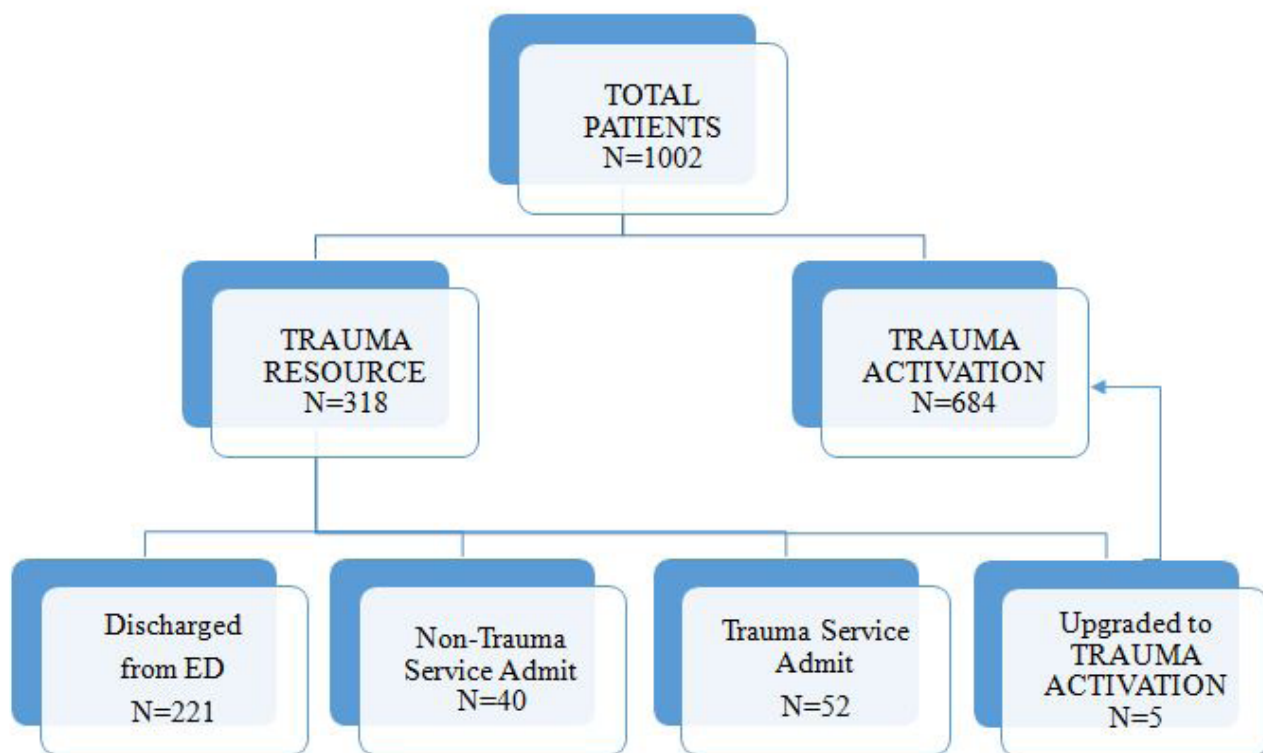 TOTAL
PATIENTS
N=1002
TRAUMA
RESOURCE
N=318
TRAUMA
ACTIVATION
N=684
Discharged
from ED
N=221
Non-Trauma
Service Admit
N=40
Trauma Service
Admit
N=52
Upgraded to
TRAUMA
ACTIVATION
N=5